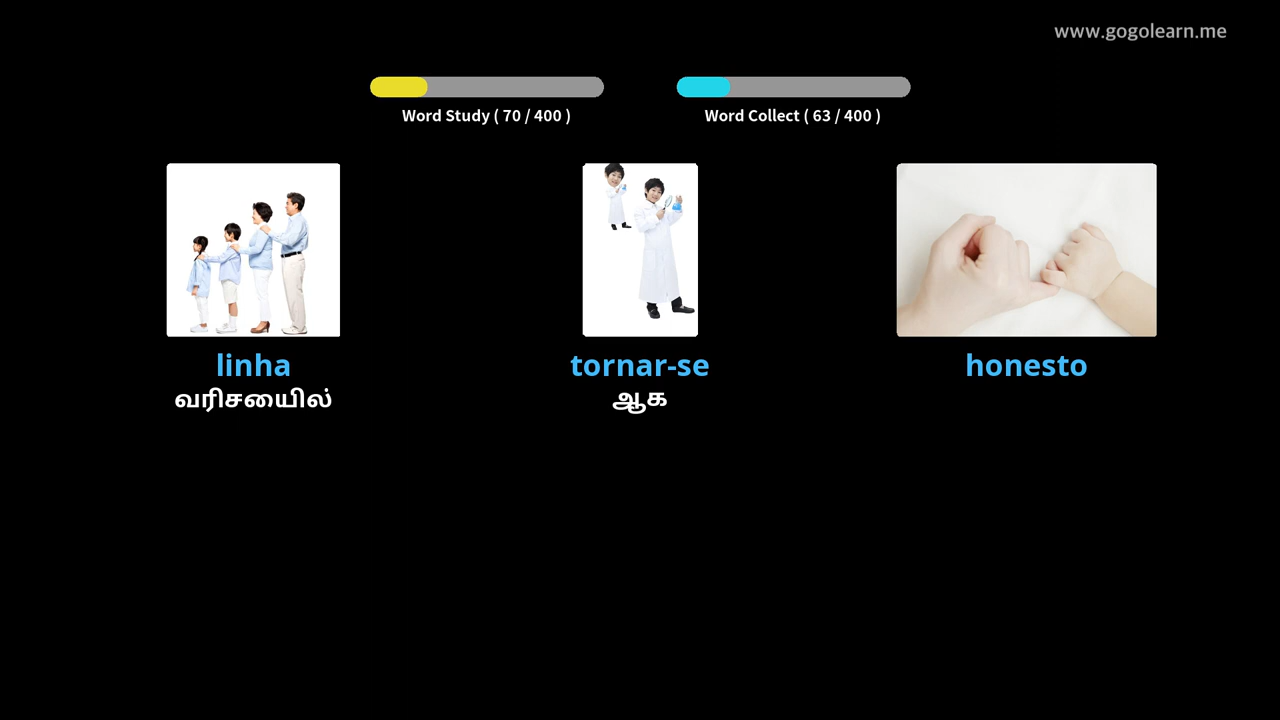 www.gogolearn.me
Word Study ( 70 / 400 )
Word Collect ( 63 / 400 )
linha
வரிசையில்
tornar-se
ஆக
honesto